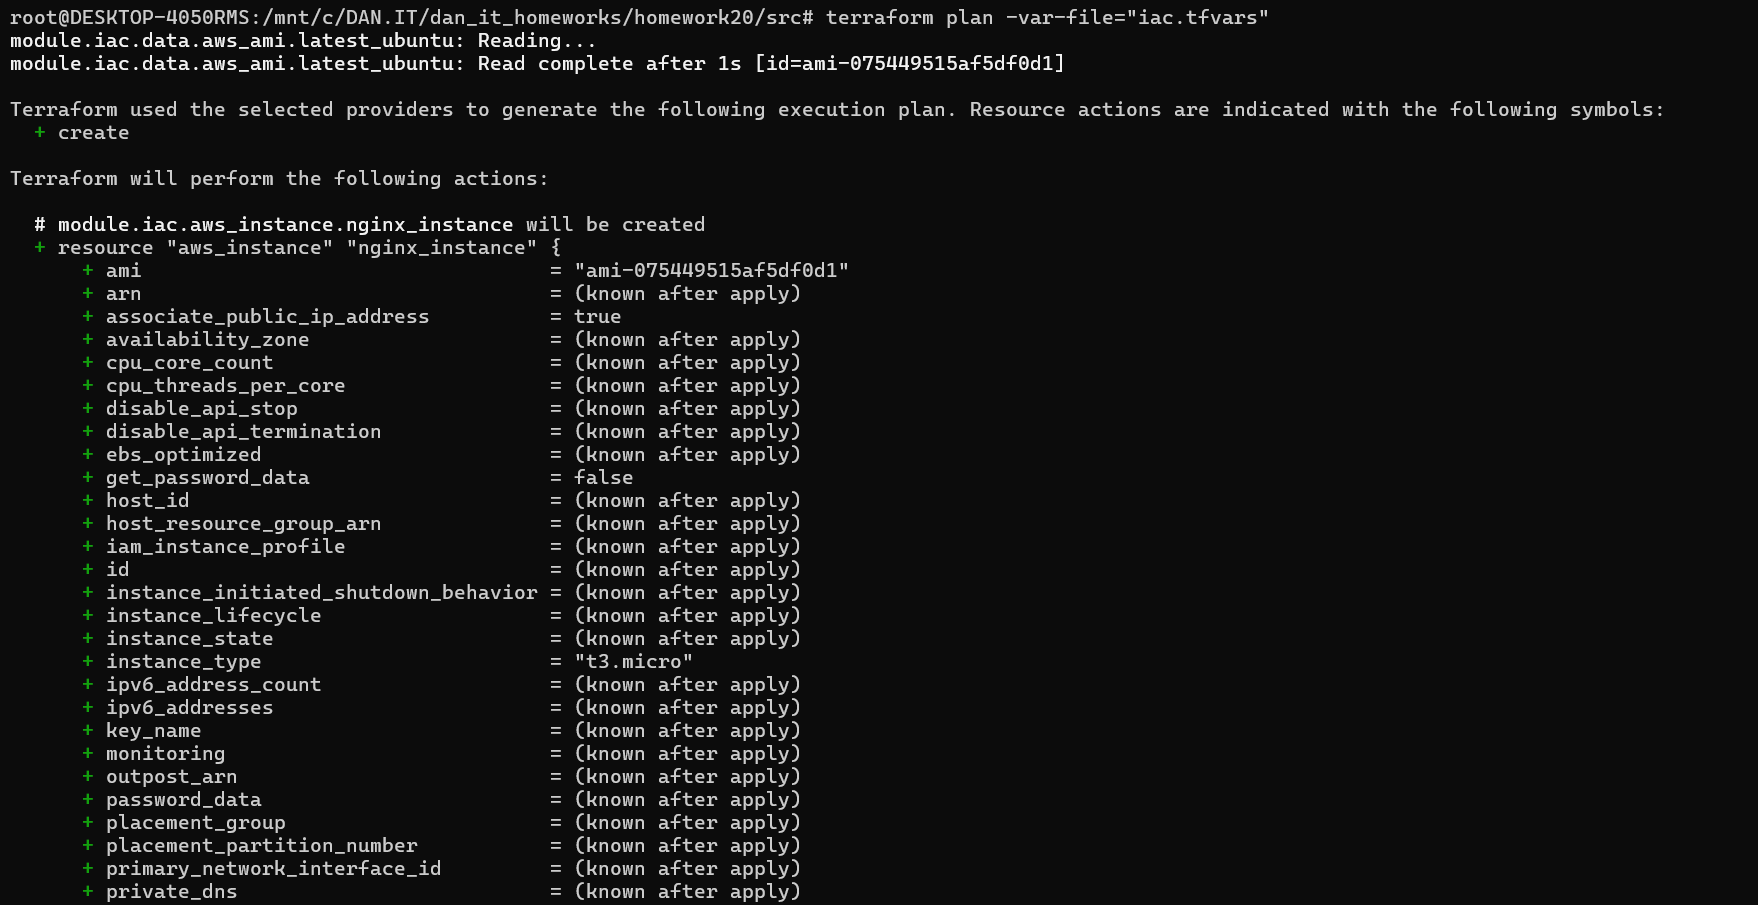 root@DESKTOP-4050RMS:/mnt/c/DAN.IT/dan_it_homeworks/homework20/src# terraform plan -var-file="iac.tfvars"
module.iac.data.aws_ami.latest_ubuntu: Reading...
module.iac.data.aws_ami.latest_ubuntu: Read complete after 1s [id=ami-075449515af5df0d1]

Terraform used the selected providers to generate the following execution plan. Resource actions are indicated with the following symbols:
  + create

Terraform will perform the following actions:

  # module.iac.aws_instance.nginx_instance will be created
  + resource "aws_instance" "nginx_instance" {
      + ami                                  = "ami-075449515af5df0d1"
      + arn                                  = (known after apply)
      + associate_public_ip_address          = true
      + availability_zone                    = (known after apply)
      + cpu_core_count                       = (known after apply)
      + cpu_threads_per_core                 = (known after apply)
      + disable_api_stop                     = (known after apply)
      + disable_api_termination              = (known after apply)
      + ebs_optimized                        = (known after apply)
      + get_password_data                    = false
      + host_id                              = (known after apply)
      + host_resource_group_arn              = (known after apply)
      + iam_instance_profile                 = (known after apply)
      + id                                   = (known after apply)
      + instance_initiated_shutdown_behavior = (known after apply)
      + instance_lifecycle                   = (known after apply)
      + instance_state                       = (known after apply)
      + instance_type                        = "t3.micro"
      + ipv6_address_count                   = (known after apply)
      + ipv6_addresses                       = (known after apply)
      + key_name                             = (known after apply)
      + monitoring                           = (known after apply)
      + outpost_arn                          = (known after apply)
      + password_data                        = (known after apply)
      + placement_group                      = (known after apply)
      + placement_partition_number           = (known after apply)
      + primary_network_interface_id         = (known after apply)
      + private_dns                          = (known after apply)